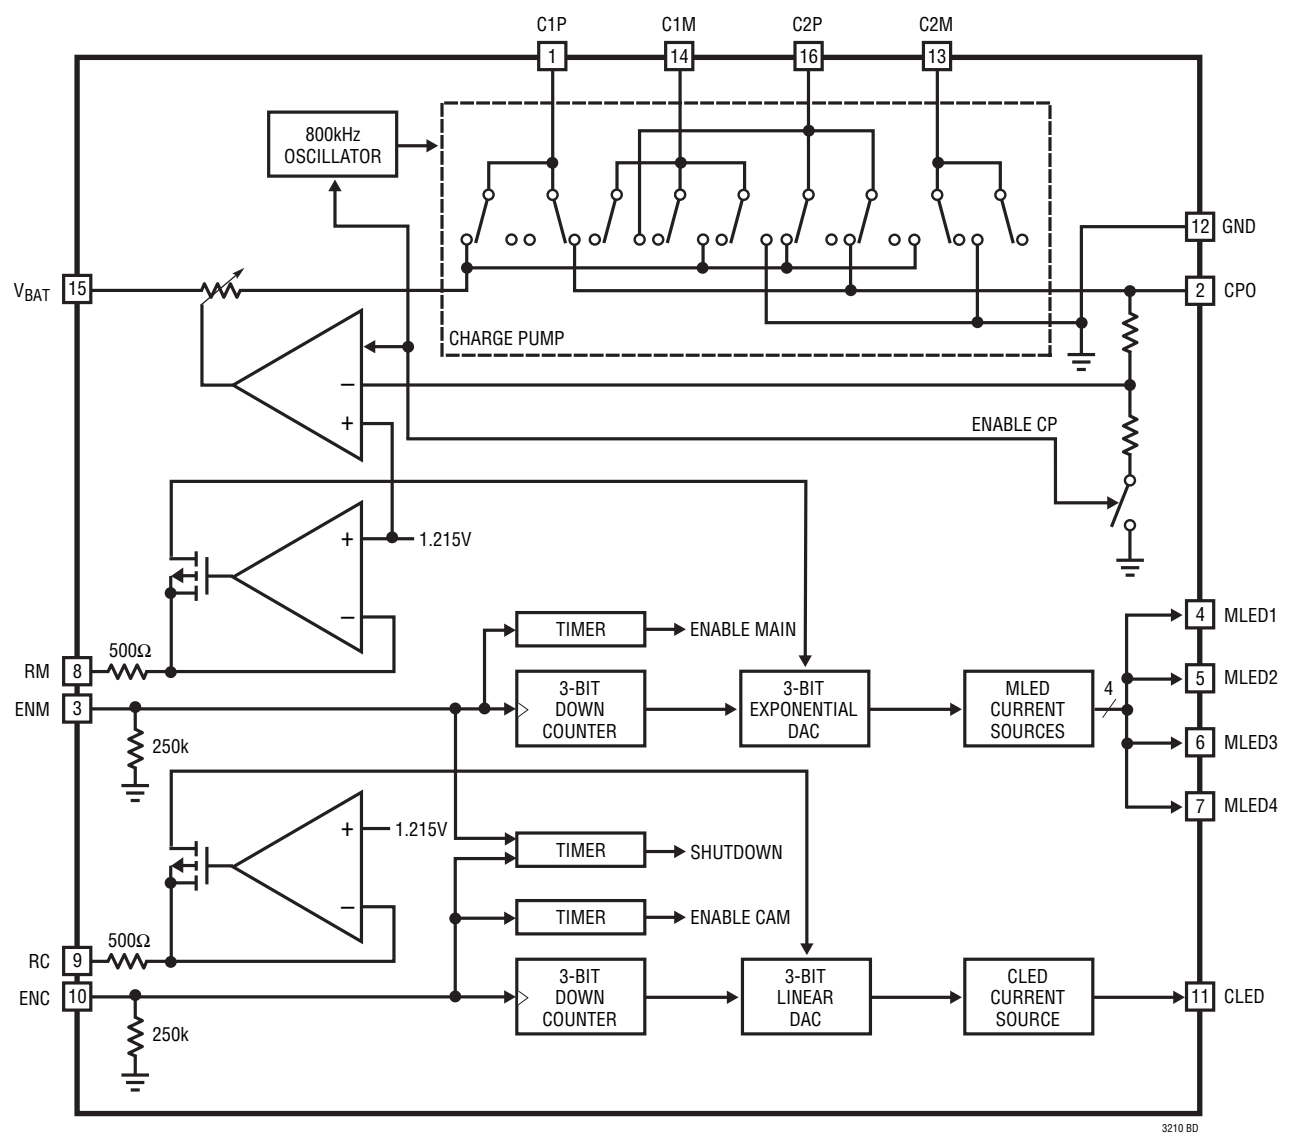 C1P C1M C2P C2M
1 14 16 13
800kHz
OSCILLATOR
12 GND
VBAT 15
2 CPO
CHARGE PUMP
–
+
ENABLE CP
+
1.215V
–
4 MLED1
TIMER
ENABLE MAIN
500Ω
RM 8
5 MLED2
3-BIT
DOWN
COUNTER
3-BIT
EXPONENTIAL
DAC
MLED
CURRENT
SOURCES
4
ENM 3
250k
6 MLED3
7 MLED4
+
1.215V
–
TIMER
SHUTDOWN
TIMER
ENABLE CAM
500Ω
RC 9
ENC 10
3-BIT
DOWN
COUNTER
3-BIT
LINEAR
DAC
CLED
CURRENT
SOURCE
11 CLED
250k
3210 BD